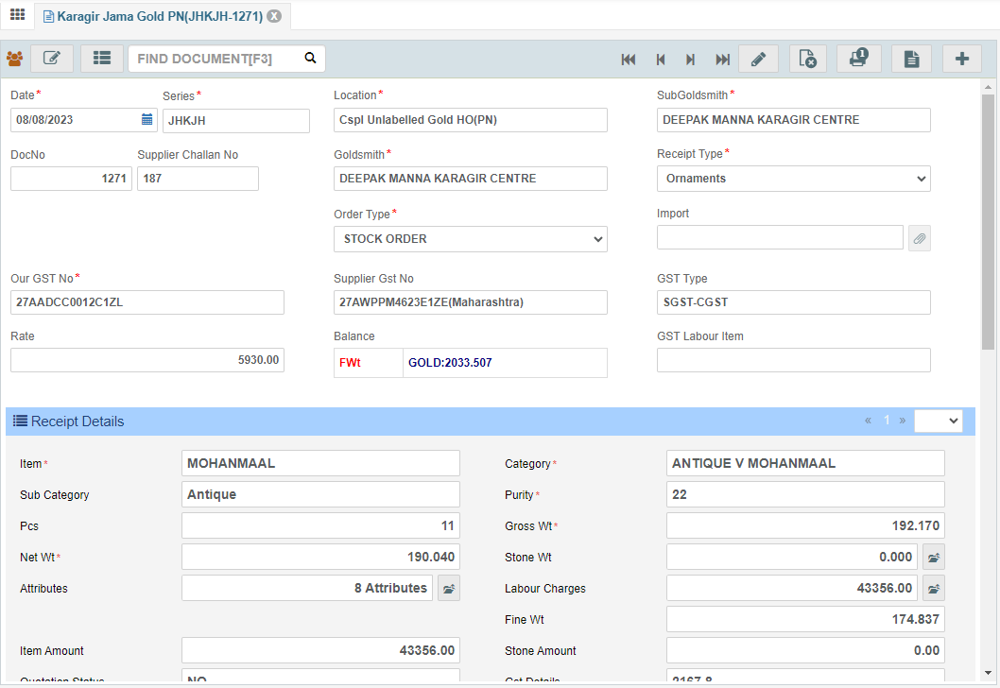 Karagir Jama Gold PN(JHKJH-1271)
FIND DOCUMENT[F3]
1
Date* Series* Location* SubGoldsmith*
08/08/2023 JHKJH Cspl Unlabelled Gold HO(PN) DEEPAK MANNA KARAGIR CENTRE
DocNo Supplier Challan No Goldsmith* Receipt Type*
1271 187 DEEPAK MANNA KARAGIR CENTRE Ornaments
Order Type* Import
STOCK ORDER
Our GST No* Supplier Gst No GST Type
27AADCC0012C1ZL 27AWPPM4623E1ZE(Maharashtra) SGST-CGST
Rate Balance GST Labour Item
5930.00 FWt GOLD:2033.507
Receipt Details « 1 »
Item* MOHANMAAL Category* ANTIQUE V MOHANMAAL
Sub Category Antique Purity* 22
Pcs 11 Gross Wt* 192.170
Net Wt* 190.040 Stone Wt 0.000
Attributes 8 Attributes Labour Charges 43356.00
Fine Wt 174.837
Item Amount 43356.00 Stone Amount 0.00
Quotation Status NO Gst Details 2167.8